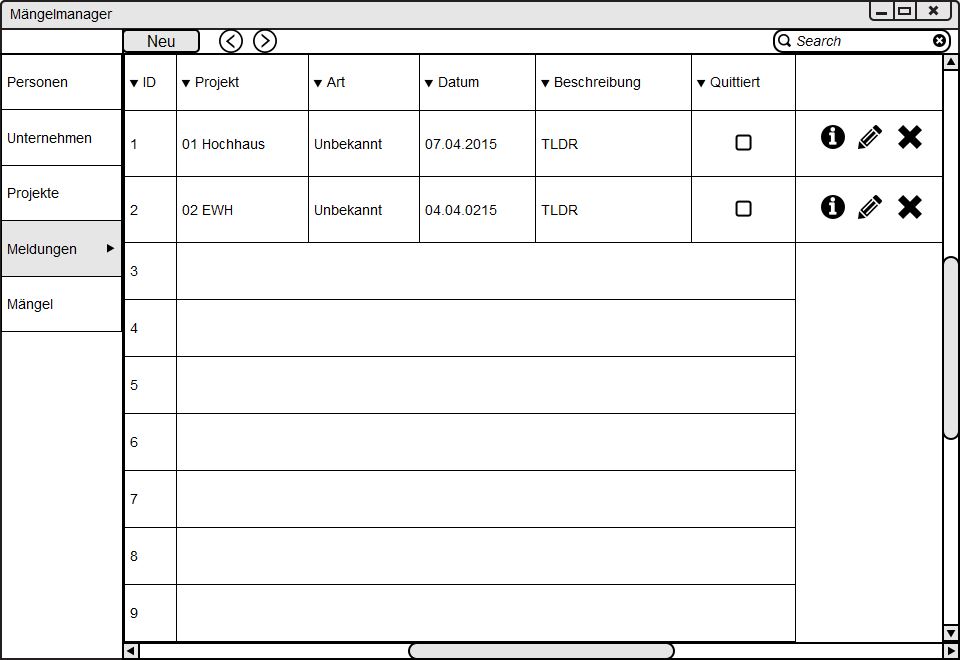 Mängelmanager
Neu
Search
Personen
Unternehmen
Projekte
Meldungen
Mängel
ID Projekt Art Datum Beschreibung Quittiert
1 01 Hochhaus Unbekannt 07.04.2015 TLDR
2 02 EWH Unbekannt 04.04.0215 TLDR
3
4
5
6
7
8
9